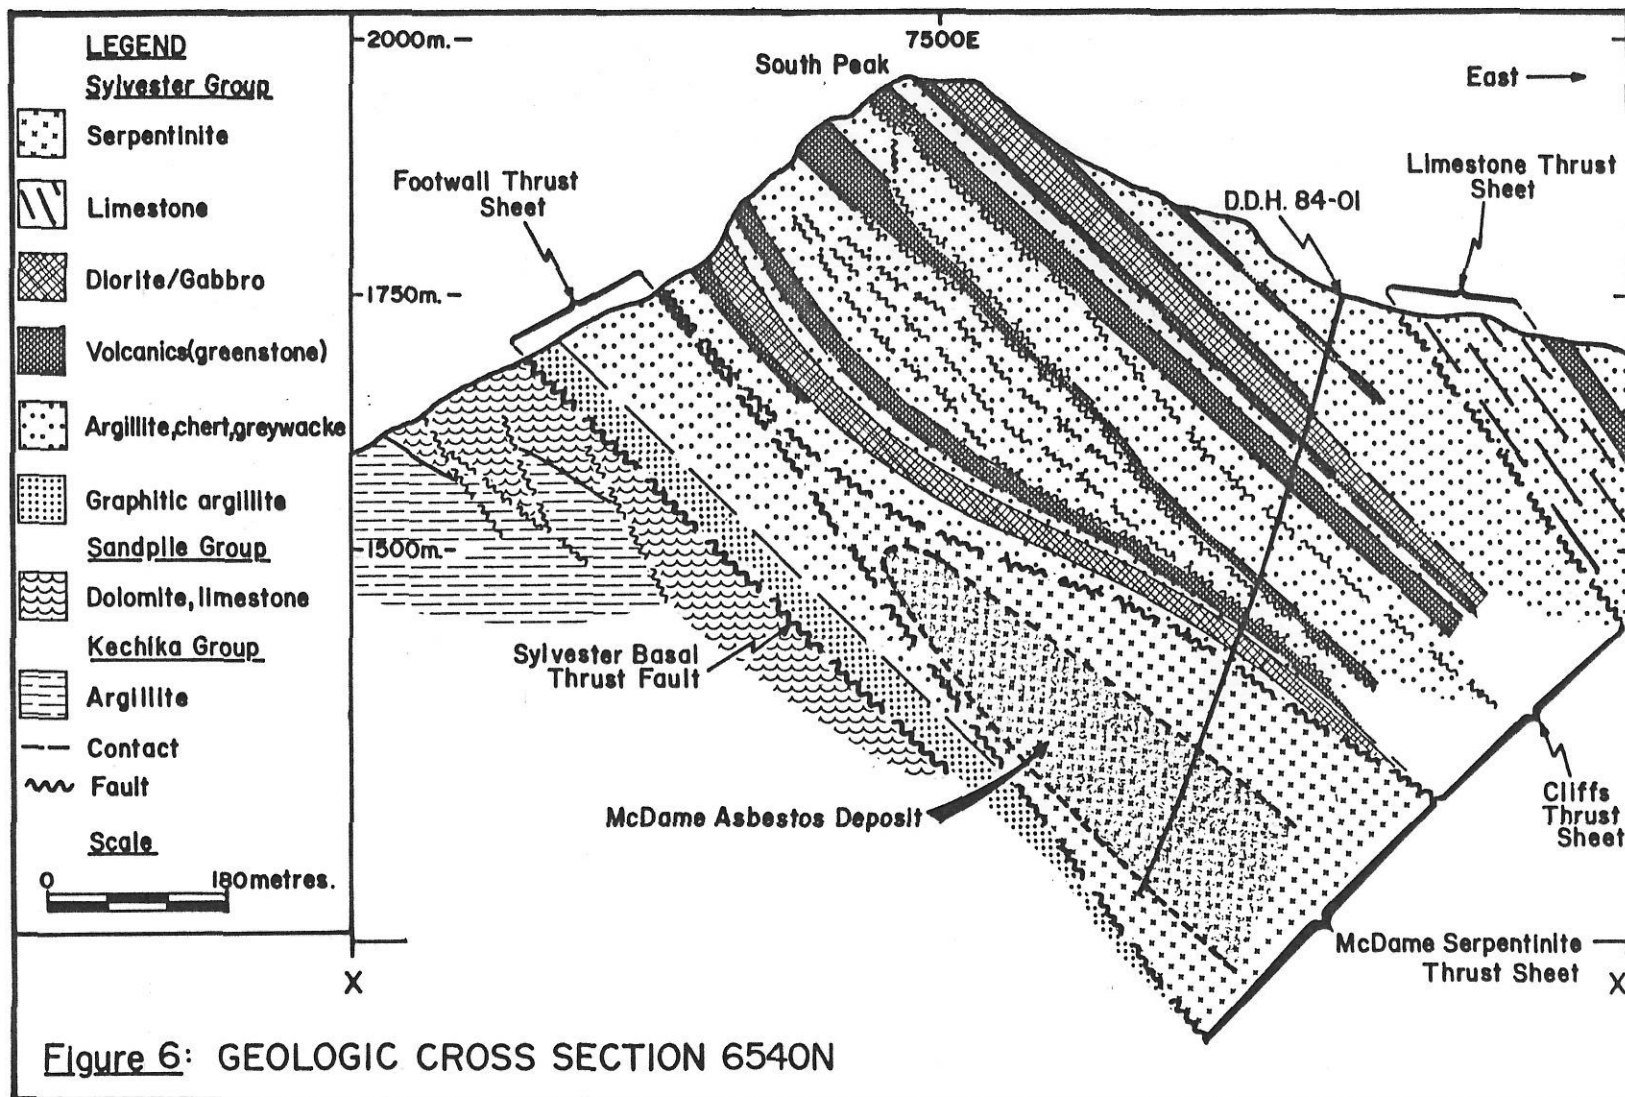 LEGEND
Sylvester Group
Serpentinite
Limestone
Diorite/Gabbro
Volcanics(greenstone)
Argillite,chert,greywacke
Graphitic argillite
Sandpile Group
Dolomite, limestone
Kechika Group
Argillite
Contact
Fault
Scale
0 180 metres.
2000m.
1750m.
1500m.
7500E
South Peak
East
Footwall Thrust
Sheet
D.D.H. 84-01
Limestone Thrust
Sheet
Sylvester Basal
Thrust Fault
McDame Asbestos Deposit
Cliffs
Thrust
Sheet
McDame Serpentinite
Thrust Sheet
X
X
Figure 6: GEOLOGIC CROSS SECTION 6540N